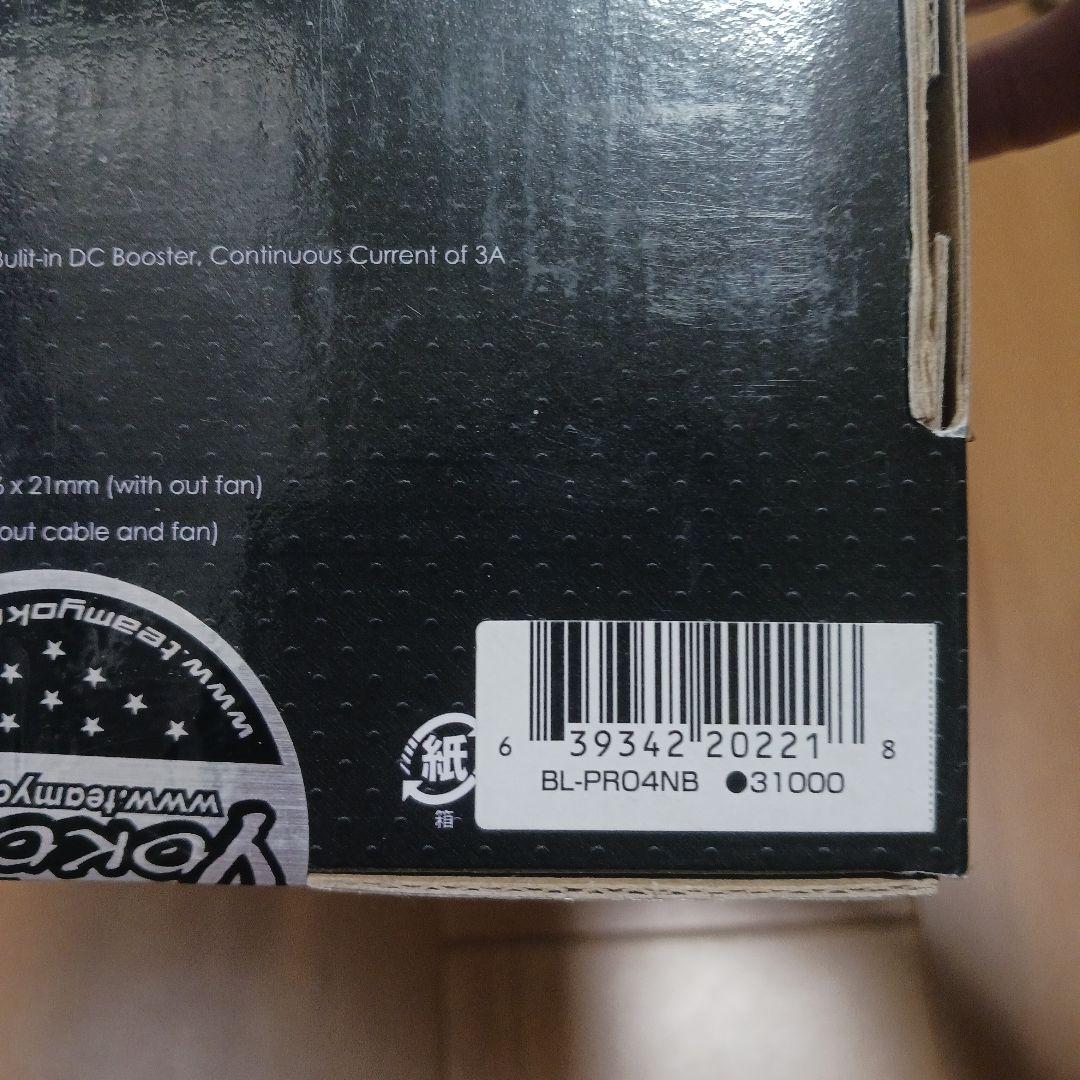 Bulit-in DC Booster, Continuous Current of 3A
x 21mm (with out fan)
out cable and fan)
www.teamyok
www.teamyo
YOKO
紙
箱
6 39342 20221 8
BL-PR04NB ●31000